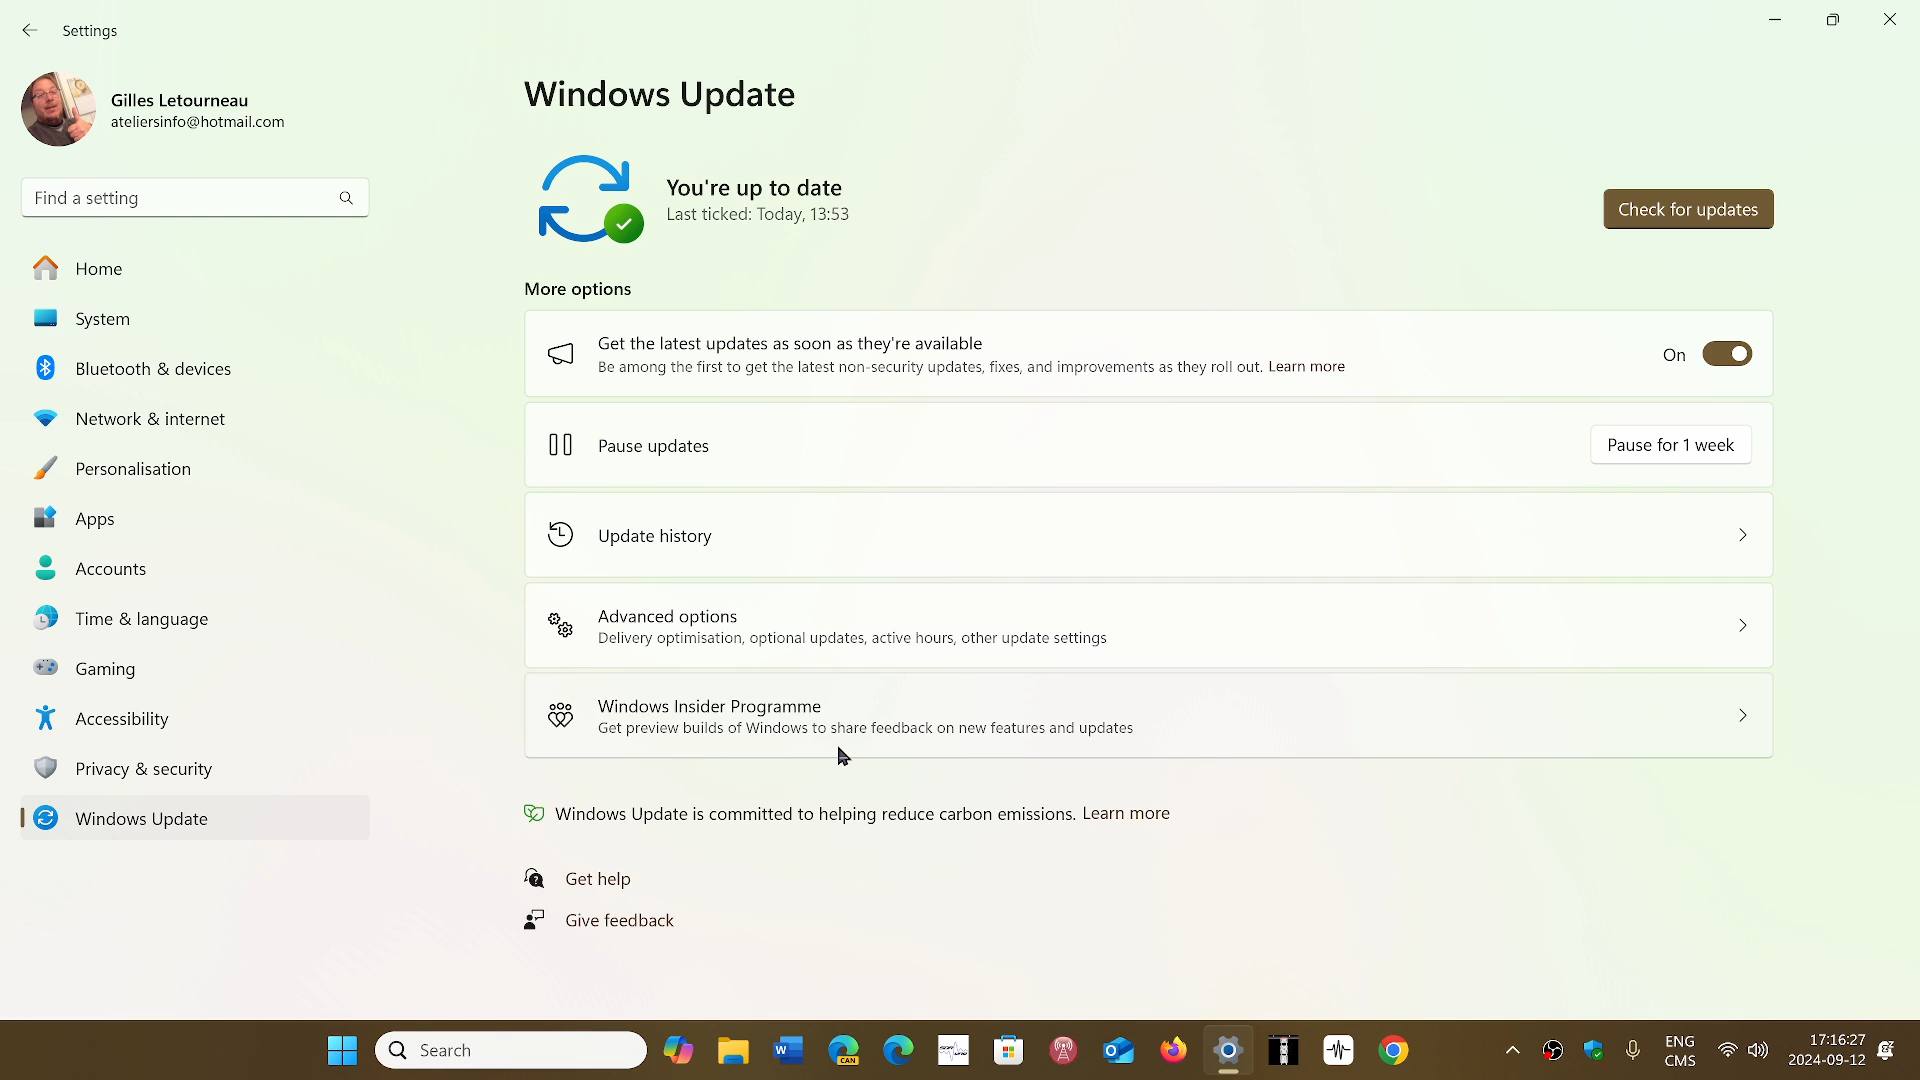 Settings
Gilles Letourneau
ateliersinfo@hotmail.com
Find a setting
Home
System
Bluetooth & devices
Network & internet
Personalisation
Apps
Accounts
Time & language
Gaming
Accessibility
Privacy & security
Windows Update
Windows Update
You're up to date
Last ticked: Today, 13:53
Check for updates
More options
Get the latest updates as soon as they're available
Be among the first to get the latest non-security updates, fixes, and improvements as they roll out. Learn more
On
Pause updates
Pause for 1 week
Update history
Advanced options
Delivery optimisation, optional updates, active hours, other update settings
Windows Insider Programme
Get preview builds of Windows to share feedback on new features and updates
Windows Update is committed to helping reduce carbon emissions. Learn more
Get help
Give feedback
Search
W
CAN
O
ENG
CMS
17:16:27
2024-09-12